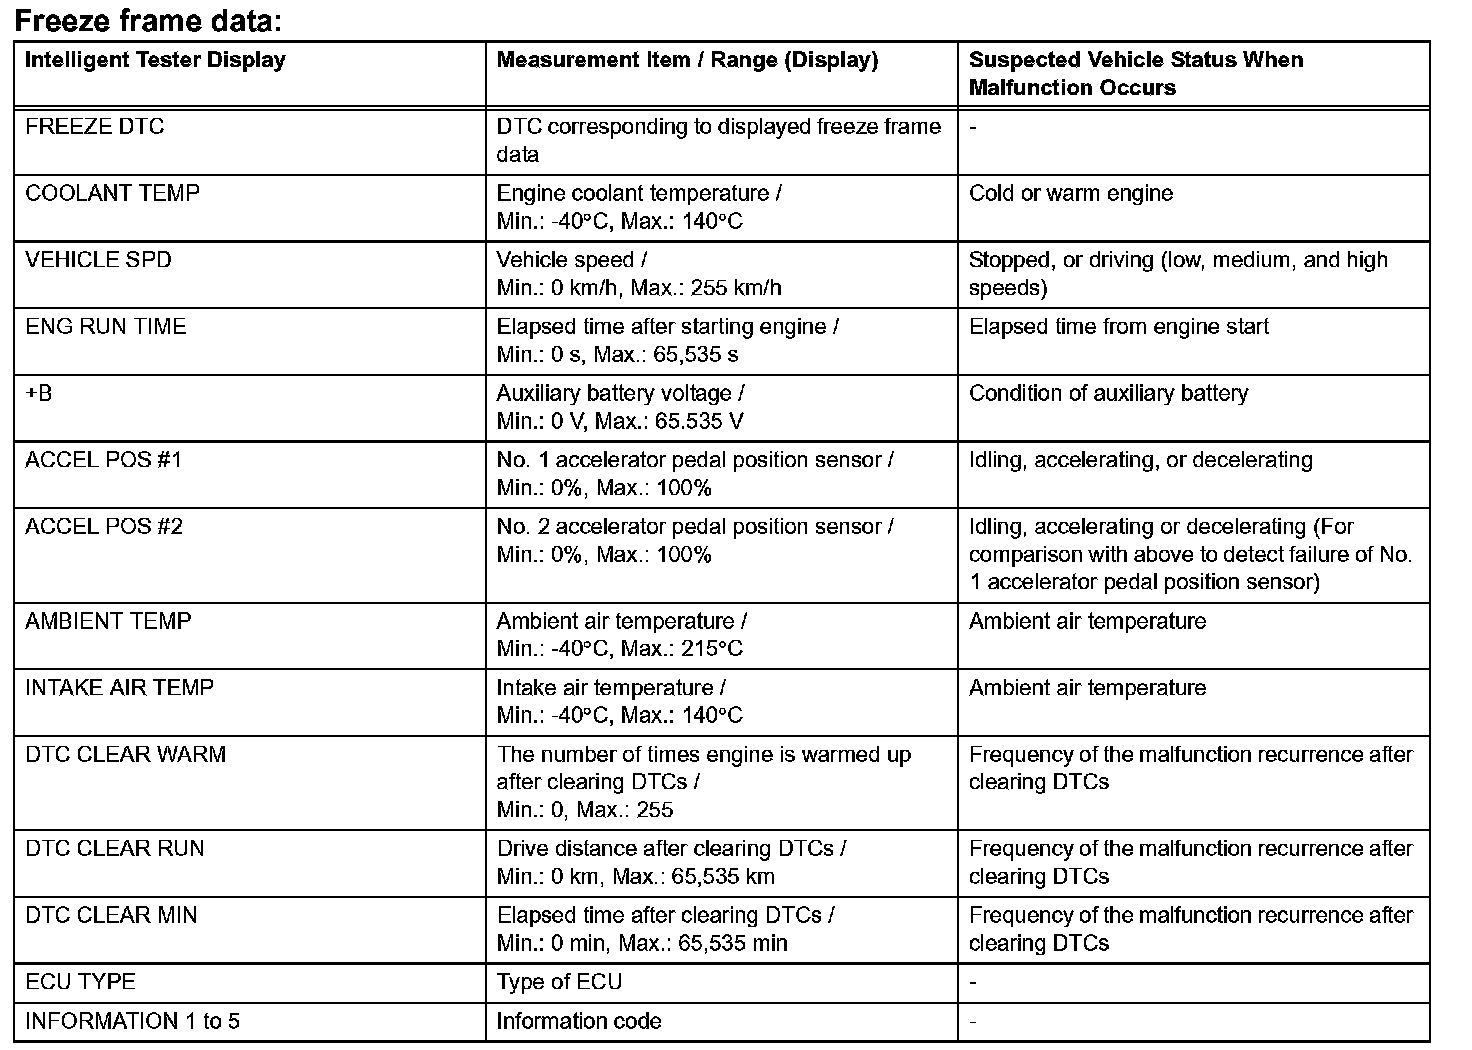 Freeze frame data:
Intelligent Tester Display
Measurement Item / Range (Display)
Suspected Vehicle Status When
Malfunction Occurs
FREEZE DTC
DTC corresponding to displayed freeze frame
data
-
COOLANT TEMP
Engine coolant temperature /
Min.: -40°C, Max.: 140°C
Cold or warm engine
VEHICLE SPD
Vehicle speed /
Min.: 0 km/h, Max.: 255 km/h
Stopped, or driving (low, medium, and high
speeds)
ENG RUN TIME
Elapsed time after starting engine /
Min.: 0 s, Max.: 65,535 s
Elapsed time from engine start
+B
Auxiliary battery voltage /
Min.: 0 V, Max.: 65.535 V
Condition of auxiliary battery
ACCEL POS #1
No. 1 accelerator pedal position sensor /
Min.: 0%, Max.: 100%
Idling, accelerating, or decelerating
ACCEL POS #2
No. 2 accelerator pedal position sensor /
Min.: 0%, Max.: 100%
Idling, accelerating or decelerating (For
comparison with above to detect failure of No.
1 accelerator pedal position sensor)
AMBIENT TEMP
Ambient air temperature /
Min.: -40°C, Max.: 215°C
Ambient air temperature
INTAKE AIR TEMP
Intake air temperature /
Min.: -40°C, Max.: 140°C
Ambient air temperature
DTC CLEAR WARM
The number of times engine is warmed up
after clearing DTCs /
Min.: 0, Max.: 255
Frequency of the malfunction recurrence after
clearing DTCs
DTC CLEAR RUN
Drive distance after clearing DTCs /
Min.: 0 km, Max.: 65,535 km
Frequency of the malfunction recurrence after
clearing DTCs
DTC CLEAR MIN
Elapsed time after clearing DTCs /
Min.: 0 min, Max.: 65,535 min
Frequency of the malfunction recurrence after
clearing DTCs
ECU TYPE
Type of ECU
-
INFORMATION 1 to 5
Information code
-